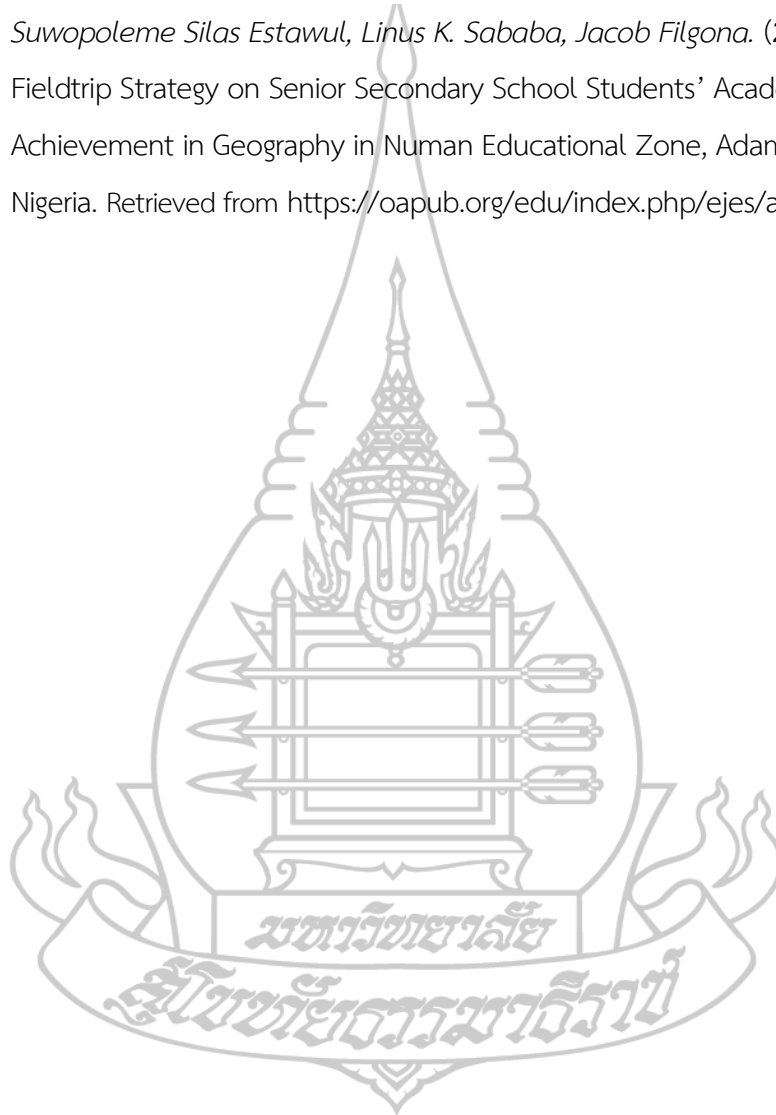 Suwopoleme Silas Estawul, Linus K. Sababa, Jacob Filgona. (2
Fieldtrip Strategy on Senior Secondary School Students’ Acad
Achievement in Geography in Numan Educational Zone, Adan
Nigeria. Retrieved from https://oapub.org/edu/index.php/ejes/a
มหาวิทยาลัย
สุโขทัยธรรมาธิราช